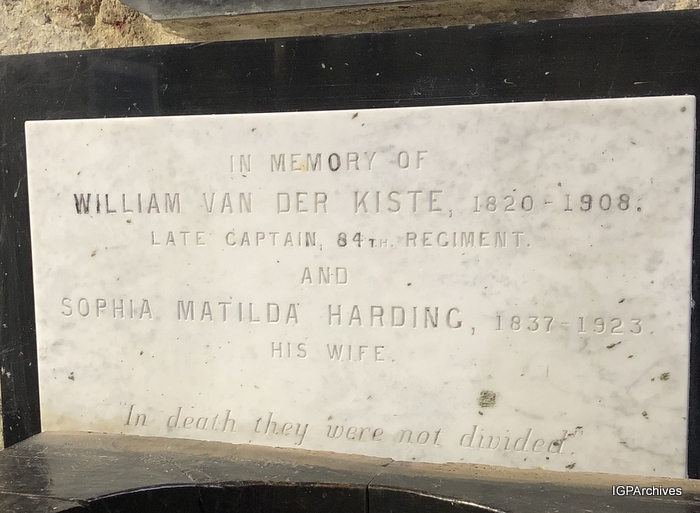 IN MEMORY OF
WILLIAM VAN DER KISTE, 1820-1908.
LATE CAPTAIN, 84TH. REGIMENT.
AND
SOPHIA MATILDA HARDING, 1837-1923.
HIS WIFE.
"In death they were not divided".
IGPArchives